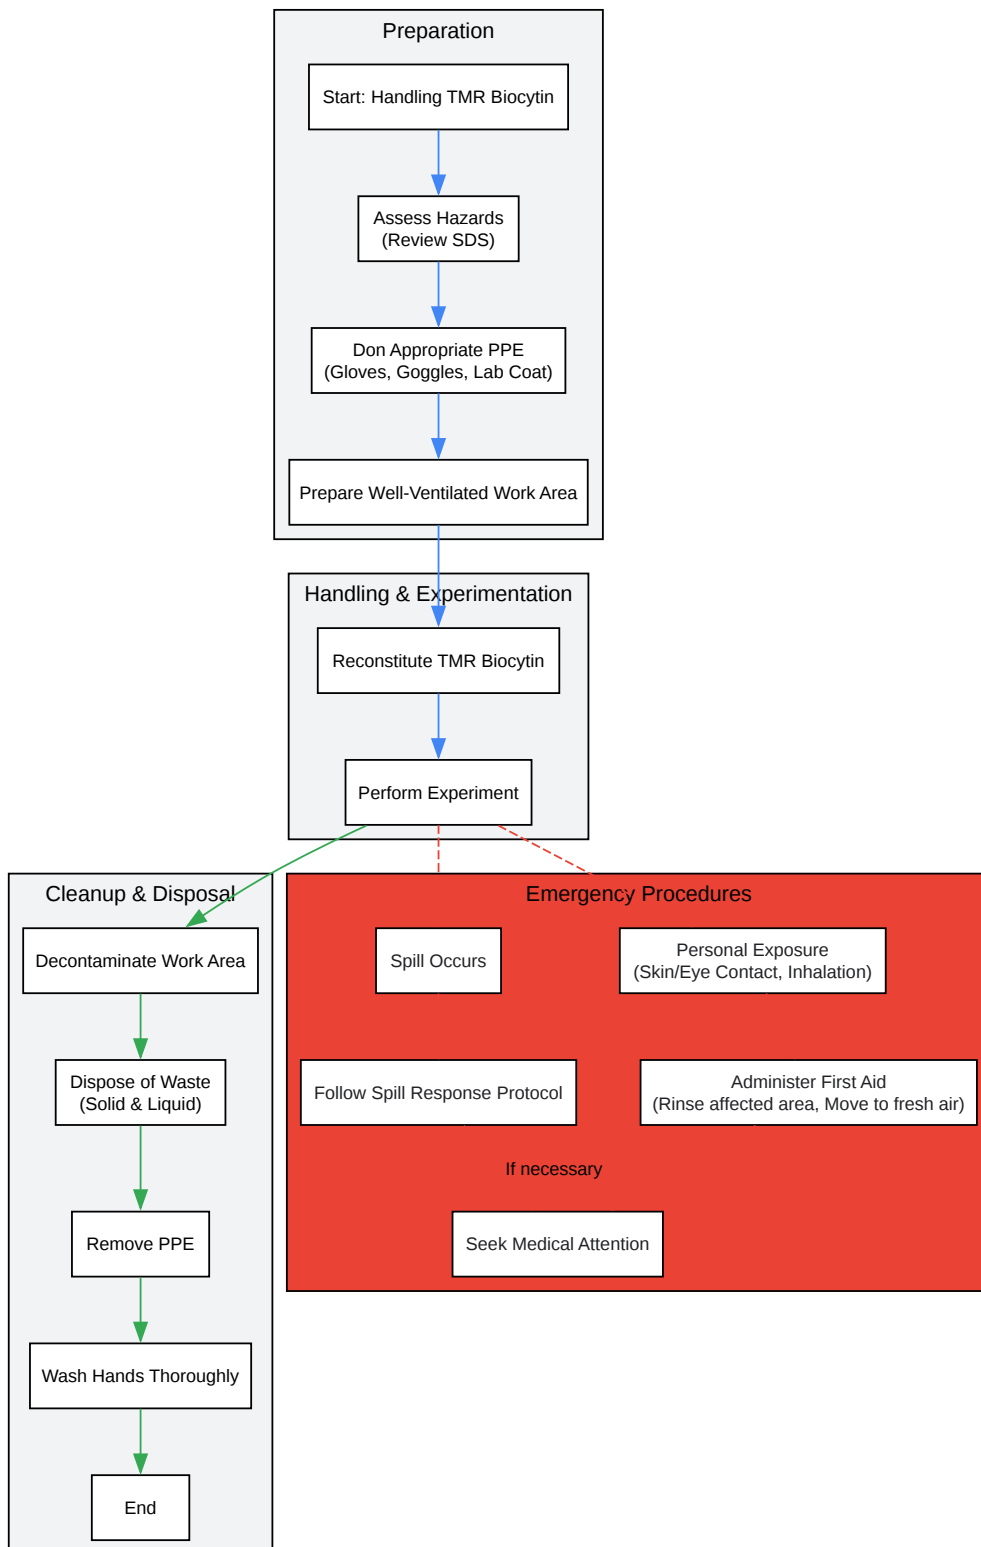 Preparation
Start: Handling TMR Biocytin
Assess Hazards
(Review SDS)
Don Appropriate PPE
(Gloves, Goggles, Lab Coat)
Prepare Well-Ventilated Work Area
Handling & Experimentation
Reconstitute TMR Biocytin
Perform Experiment
Cleanup & Disposal
Decontaminate Work Area
Dispose of Waste
(Solid & Liquid)
Remove PPE
Wash Hands Thoroughly
End
Emergency Procedures
Spill Occurs
Personal Exposure
(Skin/Eye Contact, Inhalation)
Follow Spill Response Protocol
Administer First Aid
(Rinse affected area, Move to fresh air)
If necessary
Seek Medical Attention